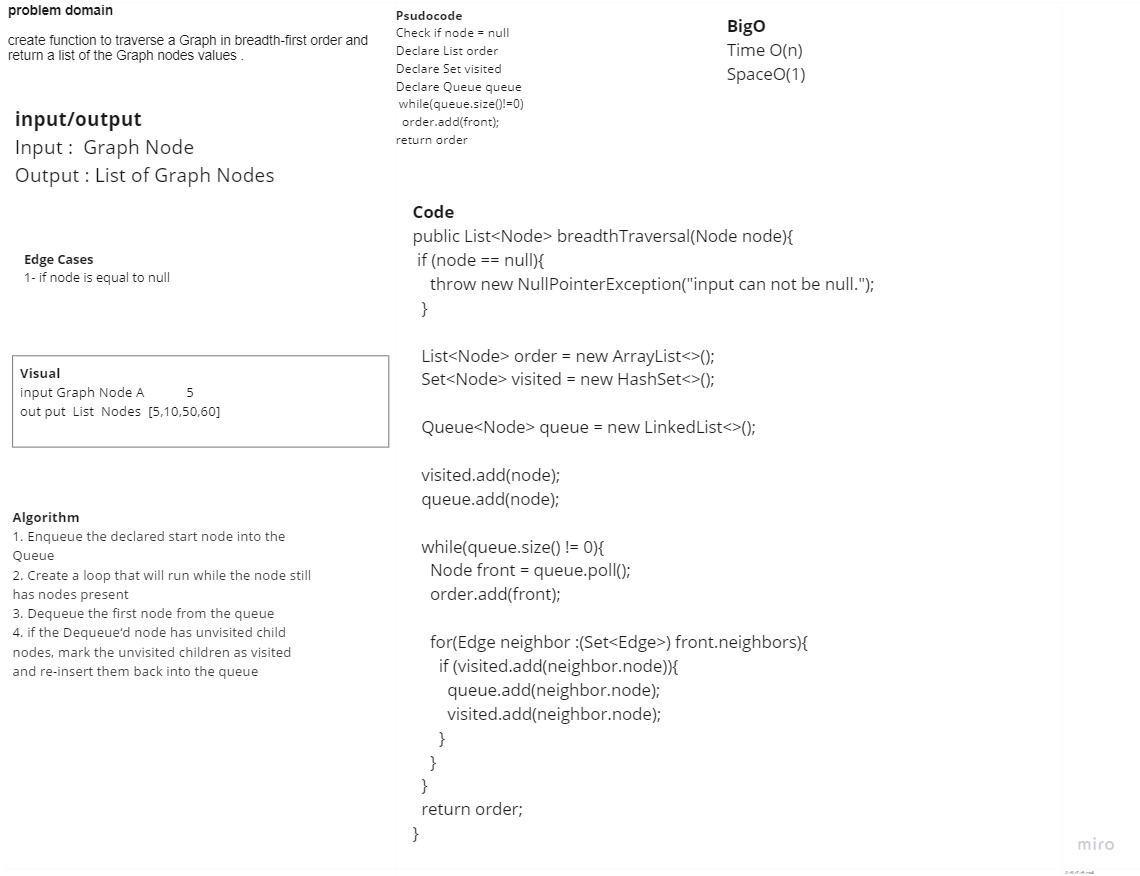 problem domain
create function to traverse a Graph in breadth-first order and
return a list of the Graph nodes values .
input/output
Input :  Graph Node
Output : List of Graph Nodes
Edge Cases
1- if node is equal to null
Visual
input Graph Node A          5
out put  List  Nodes  [5,10,50,60]
Algorithm
1. Enqueue the declared start node into the
Queue
2. Create a loop that will run while the node still
has nodes present
3. Dequeue the first node from the queue
4. if the Dequeue’d node has unvisited child
nodes, mark the unvisited children as visited
and re-insert them back into the queue
Psudocode
Check if node = null
Declare List order
Declare Set visited
Declare Queue queue
while(queue.size()!=0)
order.add(front);
return order
BigO
Time O(n)
SpaceO(1)
Code
public List<Node> breadthTraversal(Node node){
if (node == null){
throw new NullPointerException("input can not be null.");
}
List<Node> order = new ArrayList<>();
Set<Node> visited = new HashSet<>();
Queue<Node> queue = new LinkedList<>();
visited.add(node);
queue.add(node);
while(queue.size() != 0){
Node front = queue.poll();
order.add(front);
for(Edge neighbor :(Set<Edge>) front.neighbors){
if (visited.add(neighbor.node)){
queue.add(neighbor.node);
visited.add(neighbor.node);
}
}
}
return order;
}
miro